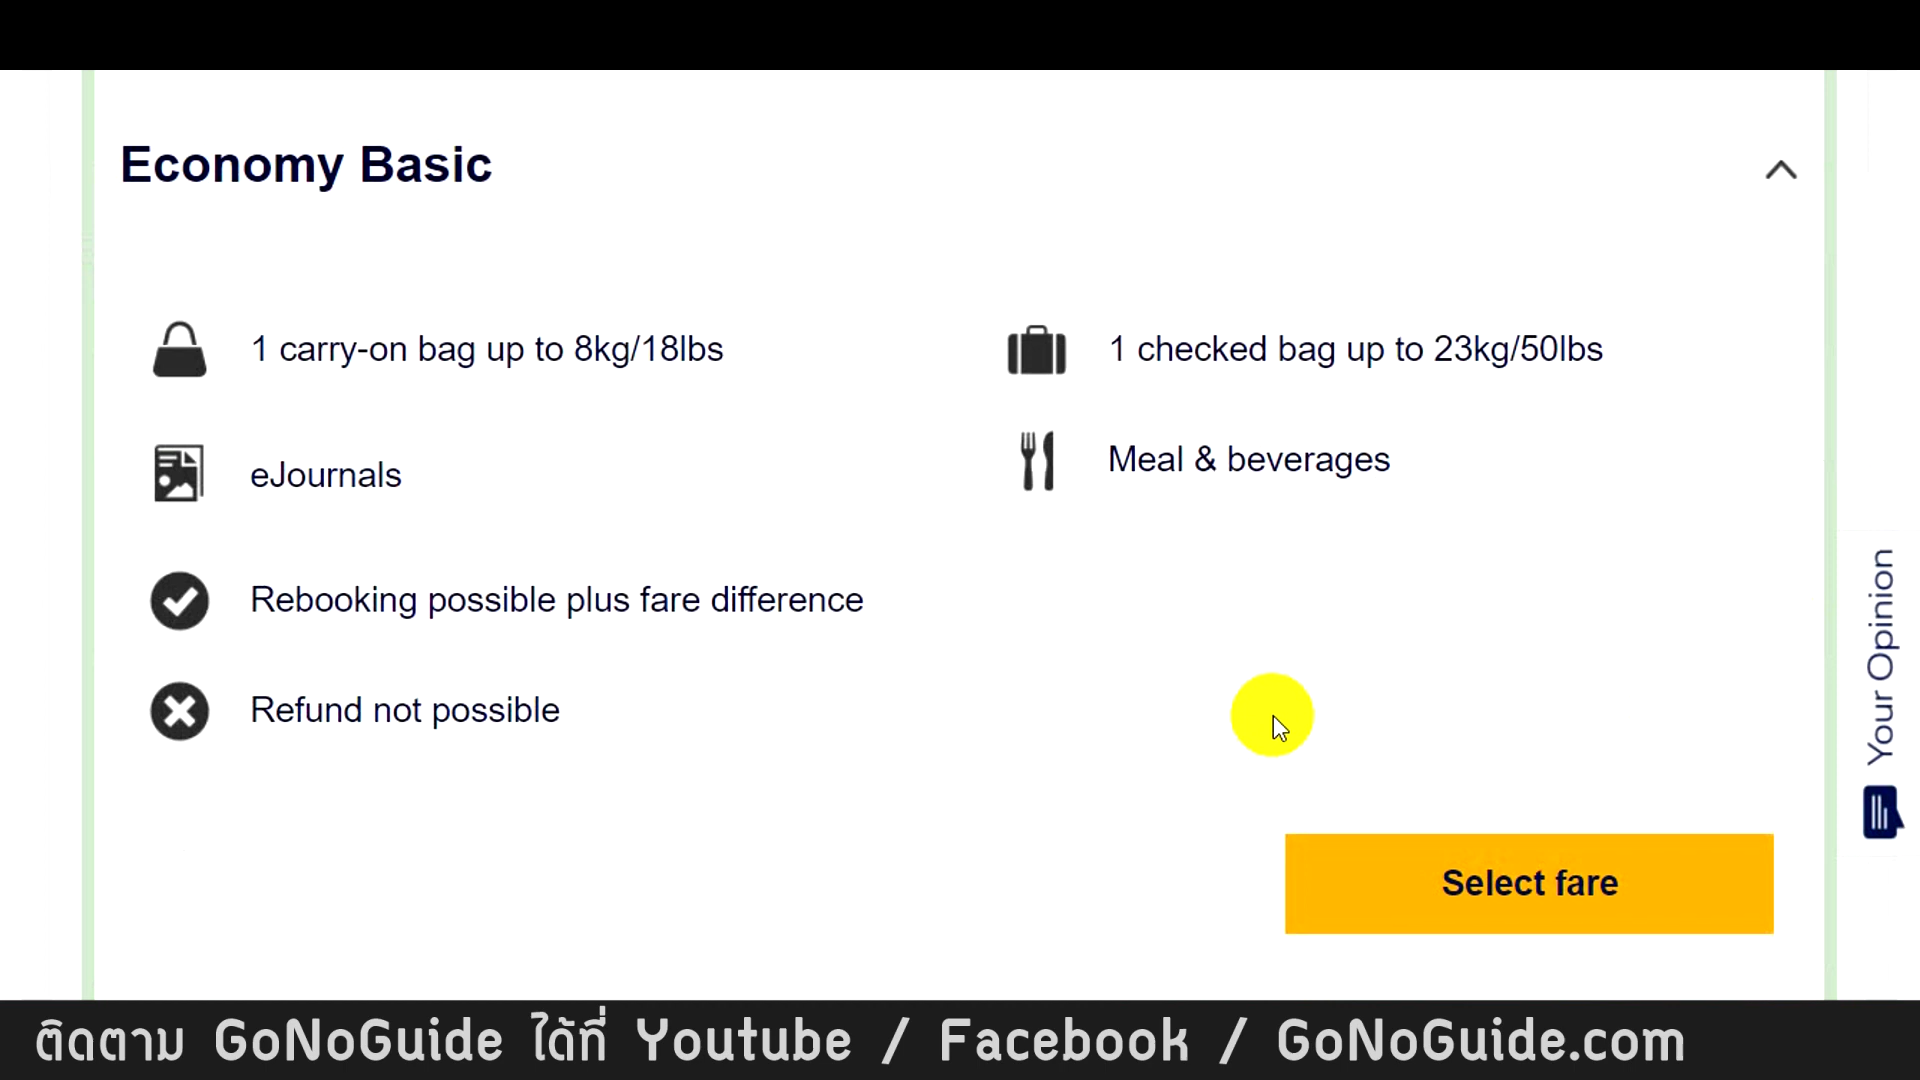 Economy Basic
1 carry-on bag up to 8kg/18lbs
1 checked bag up to 23kg/50lbs
eJournals
Meal & beverages
Rebooking possible plus fare difference
Refund not possible
Your Opinion
Select fare
ติดตาม GoNoGuide ได้ที่ Youtube / Facebook / GoNoGuide.com